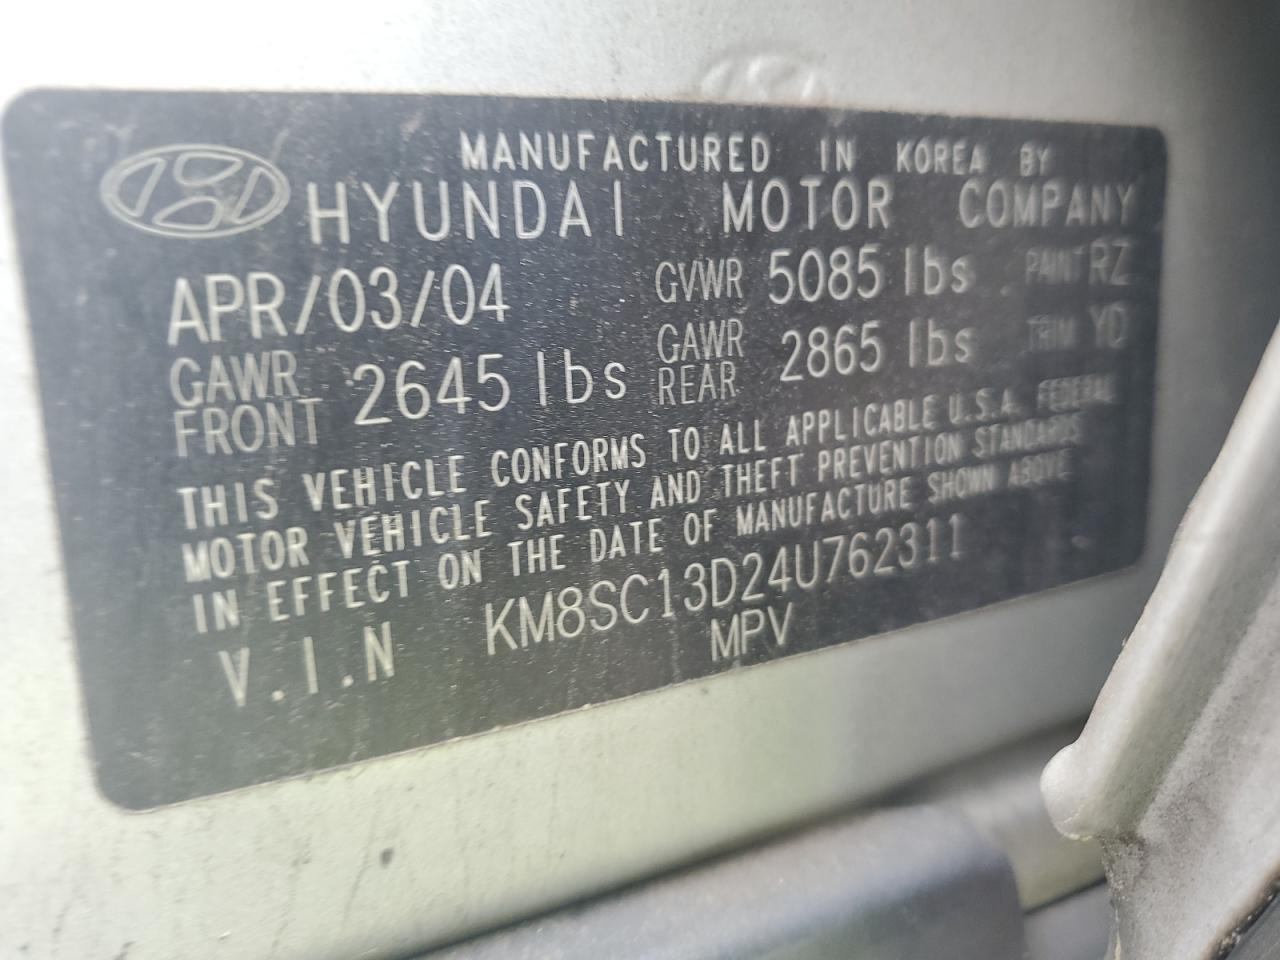 MANUFACTURED IN KOREA BY
HYUNDAI MOTOR COMPANY
APR/03/04 GVWR 5085 lbs PAINT RZ
GAWR FRONT 2645 lbs GAWR REAR 2865 lbs TRIM YD
THIS VEHICLE CONFORMS TO ALL APPLICABLE U.S.A. FEDERAL
MOTOR VEHICLE SAFETY AND THEFT PREVENTION STANDARDS
IN EFFECT ON THE DATE OF MANUFACTURE SHOWN ABOVE
V.I.N KM8SC13D24U762311
MPV